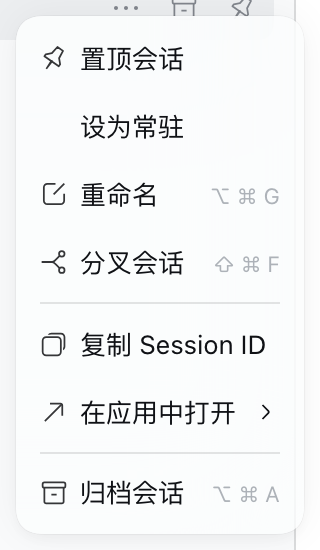 置顶会话
设为常驻
重命名 ⌥ ⌘ G
分叉会话 ⇧ ⌘ F
复制 Session ID
在应用中打开
归档会话 ⌥ ⌘ A